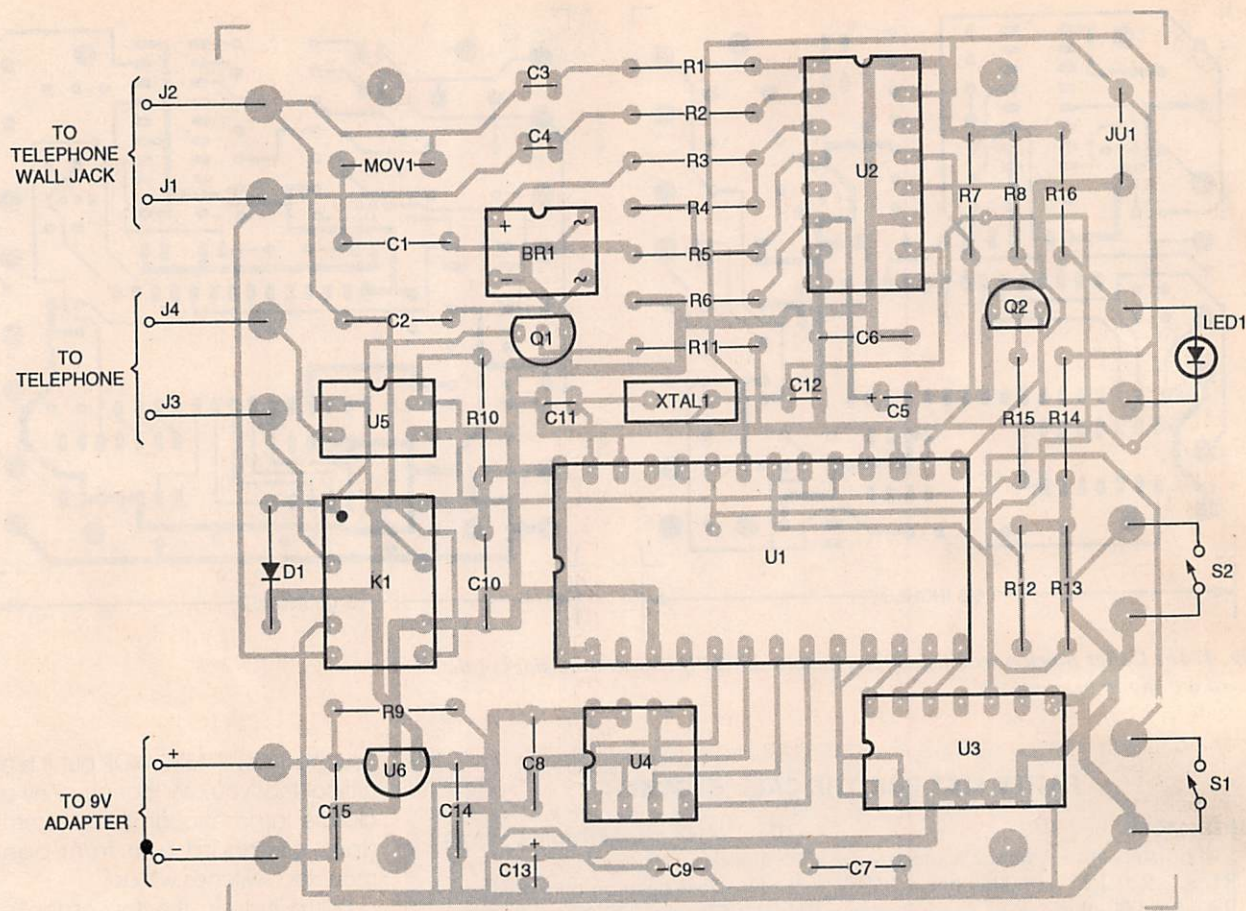 J2
TO
TELEPHONE
WALL JACK
J1
C3
R1
C4
R2
MOV1
R3
U2
JU1
R4
R7
R8
R16
C1
+
~
BR1
R5
−
~
R6
J4
TO
TELEPHONE
J3
C2
Q1
R11
C6
Q2
LED1
U5
R10
C11
XTAL1
C12
+
C5
R15
R14
D1
K1
C10
U1
R12
R13
S2
R9
TO 9V
ADAPTER
+
−
C15
U6
C14
C8
U4
U3
S1
+
C13
C9
C7